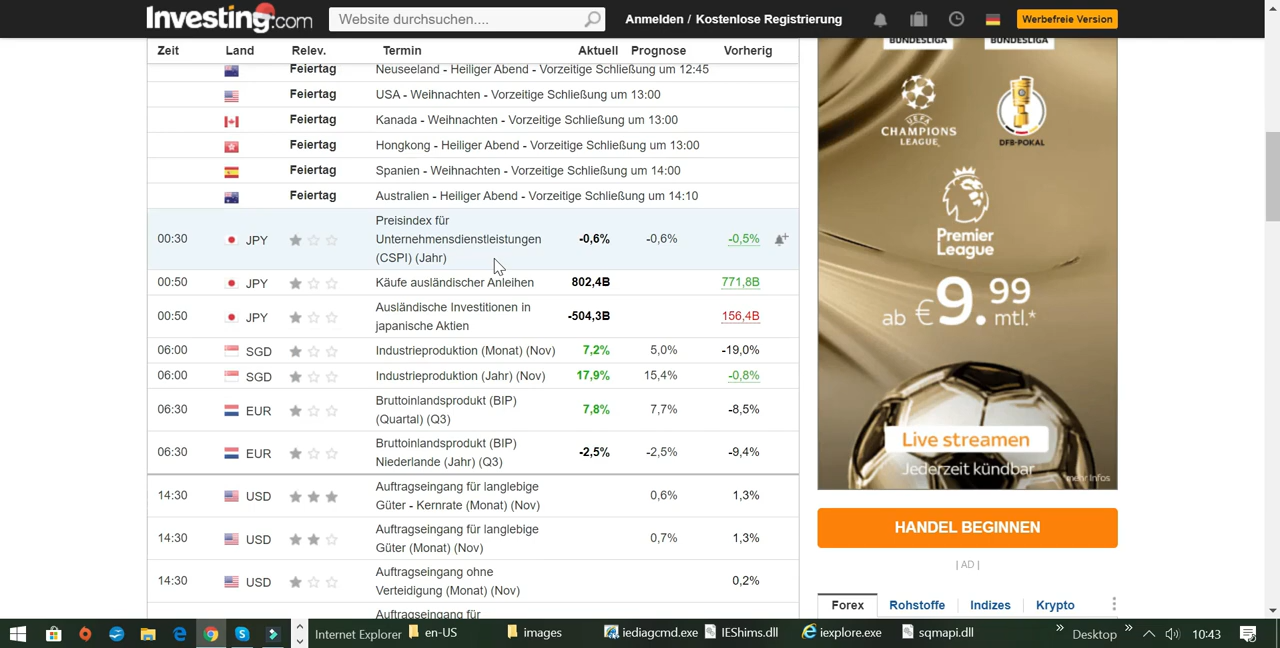 Investing.com
Website durchsuchen....
Anmelden / Kostenlose Registrierung
Werbefreie Version
Zeit Land Relev. Termin Aktuell Prognose Vorherig
Feiertag Neuseeland - Heiliger Abend - Vorzeitige Schließung um 12:45
Feiertag USA - Weihnachten - Vorzeitige Schließung um 13:00
Feiertag Kanada - Weihnachten - Vorzeitige Schließung um 13:00
Feiertag Hongkong - Heiliger Abend - Vorzeitige Schließung um 13:00
Feiertag Spanien - Weihnachten - Vorzeitige Schließung um 14:00
Feiertag Australien - Heiliger Abend - Vorzeitige Schließung um 14:10
Preisindex für
00:30 JPY Unternehmensdienstleistungen -0,6% -0,6% -0,5%
(CSPI) (Jahr)
00:50 JPY Käufe ausländischer Anleihen 802,4B 771,8B
00:50 JPY Ausländische Investitionen in -504,3B 156,4B
japanische Aktien
06:00 SGD Industrieproduktion (Monat) (Nov) 7,2% 5,0% -19,0%
06:00 SGD Industrieproduktion (Jahr) (Nov) 17,9% 15,4% -0,8%
06:30 EUR Bruttoinlandsprodukt (BIP) 7,8% 7,7% -8,5%
(Quartal) (Q3)
06:30 EUR Bruttoinlandsprodukt (BIP) -2,5% -2,5% -9,4%
Niederlande (Jahr) (Q3)
14:30 USD Auftragseingang für langlebige 0,6% 1,3%
Güter - Kernrate (Monat) (Nov)
14:30 USD Auftragseingang für langlebige 0,7% 1,3%
Güter (Monat) (Nov)
14:30 USD Auftragseingang ohne 0,2%
Verteidigung (Monat) (Nov)
Auftragseingang für
BUNDESLIGA BUNDESLIGA
UEFA
CHAMPIONS
LEAGUE
DFB-POKAL
Premier
League
ab €9.99 mtl.*
Live streamen
Jederzeit kündbar
*mehr Infos
HANDEL BEGINNEN
| AD |
Forex Rohstoffe Indizes Krypto
Internet Explorer en-US images iediagcmd.exe IEShims.dll iexplore.exe sqmapi.dll Desktop 10:43